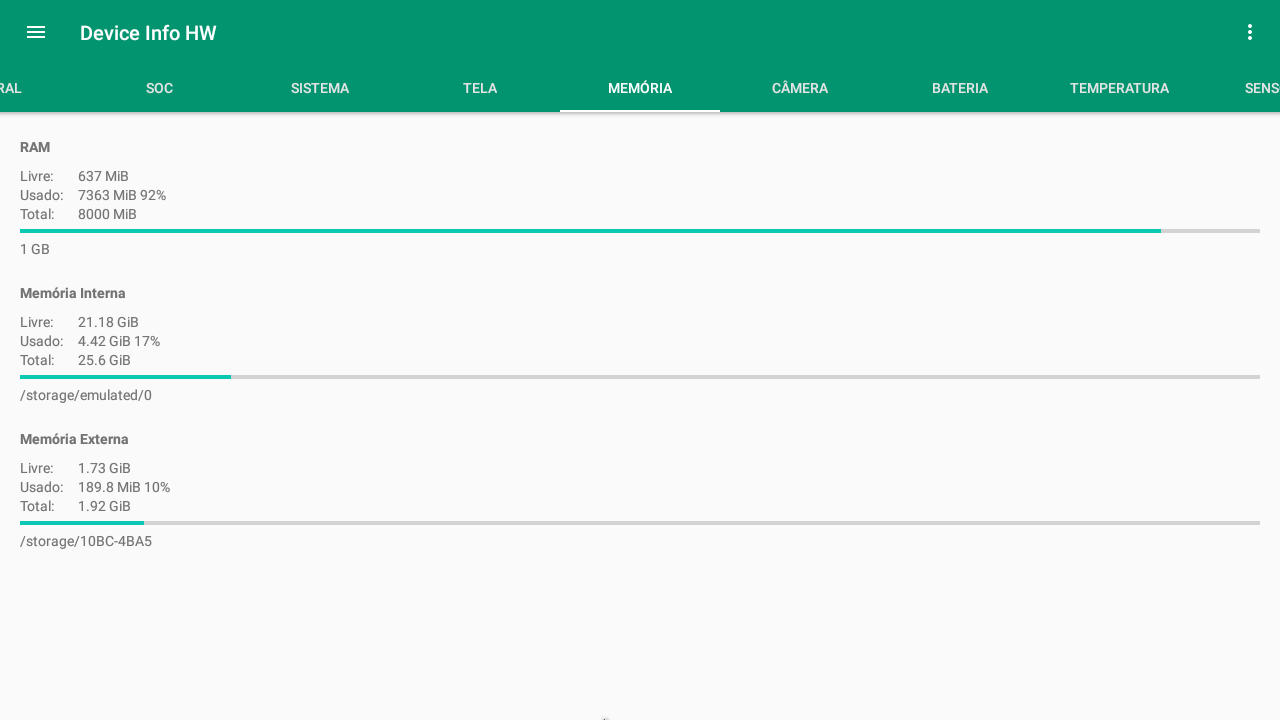 Device Info HW
RAL SOC SISTEMA TELA MEMÓRIA CÂMERA BATERIA TEMPERATURA SENS
RAM
Livre: 637 MiB
Usado: 7363 MiB 92%
Total: 8000 MiB
1 GB
Memória Interna
Livre: 21.18 GiB
Usado: 4.42 GiB 17%
Total: 25.6 GiB
/storage/emulated/0
Memória Externa
Livre: 1.73 GiB
Usado: 189.8 MiB 10%
Total: 1.92 GiB
/storage/10BC-4BA5